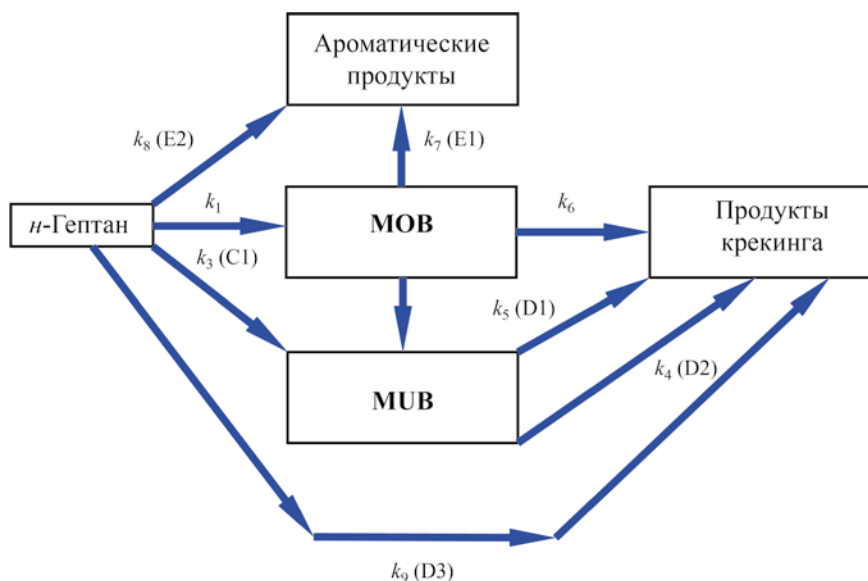 Ароматические
продукты
k8 (E2)
k7 (E1)
н-Гептан
k1
MOB
k6
Продукты
крекинга
k3 (C1)
k5 (D1)
MUB
k4 (D2)
k9 (D3)